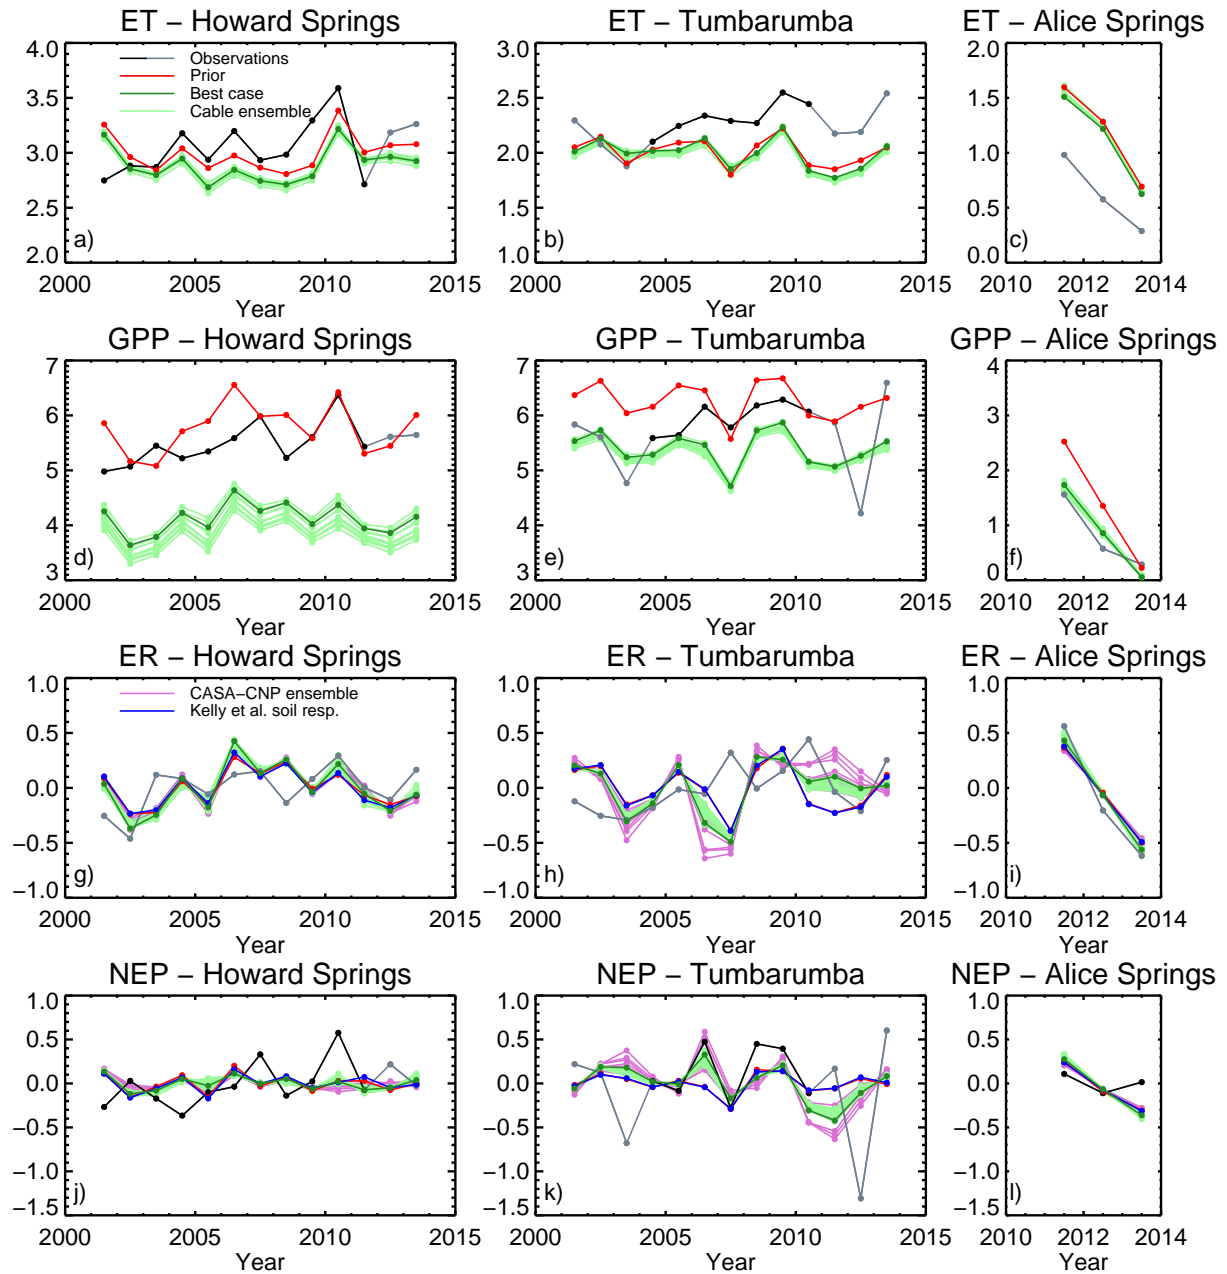 ET − Howard Springs
ET − Tumbarumba
ET − Alice Springs
4.0
3.5
3.0
2.5
2.0
Observations
Prior
Best case
Cable ensemble
a)
2000 2005 2010 2015
Year
3.0
2.5
2.0
1.5
1.0
b)
2000 2005 2010 2015
Year
2.0
1.5
1.0
0.5
0.0
c)
2010 2012 2014
Year
GPP − Howard Springs
GPP − Tumbarumba
GPP − Alice Springs
7
6
5
4
3
d)
2000 2005 2010 2015
Year
7
6
5
4
3
e)
2000 2005 2010 2015
Year
4
3
2
1
0
f)
2010 2012 2014
Year
ER − Howard Springs
ER − Tumbarumba
ER − Alice Springs
1.0
0.5
0.0
−0.5
−1.0
CASA−CNP ensemble
Kelly et al. soil resp.
g)
2000 2005 2010 2015
Year
1.0
0.5
0.0
−0.5
−1.0
h)
2000 2005 2010 2015
Year
1.0
0.5
0.0
−0.5
−1.0
i)
2010 2012 2014
Year
NEP − Howard Springs
NEP − Tumbarumba
NEP − Alice Springs
1.0
0.5
0.0
−0.5
−1.0
−1.5
j)
2000 2005 2010 2015
Year
1.0
0.5
0.0
−0.5
−1.0
−1.5
k)
2000 2005 2010 2015
Year
1.0
0.5
0.0
−0.5
−1.0
−1.5
l)
2010 2012 2014
Year